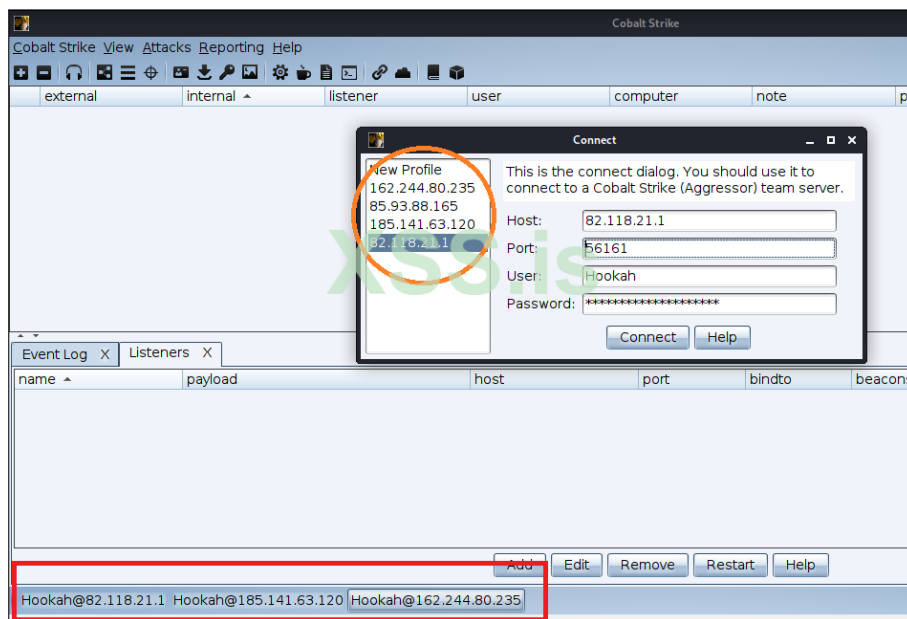 Cobalt Strike
Cobalt Strike View Attacks Reporting Help
external internal listener user computer note p
Connect
New Profile
162.244.80.235
85.93.88.165
185.141.63.120
82.118.21.1
This is the connect dialog. You should use it to
connect to a Cobalt Strike (Aggressor) team server.
Host: 82.118.21.1
Port: 56161
User: Hookah
Password: ********************
Connect Help
XSS.is
Event Log X Listeners X
name payload host port bindto beacons
Add Edit Remove Restart Help
Hookah@82.118.21.1 Hookah@185.141.63.120 Hookah@162.244.80.235